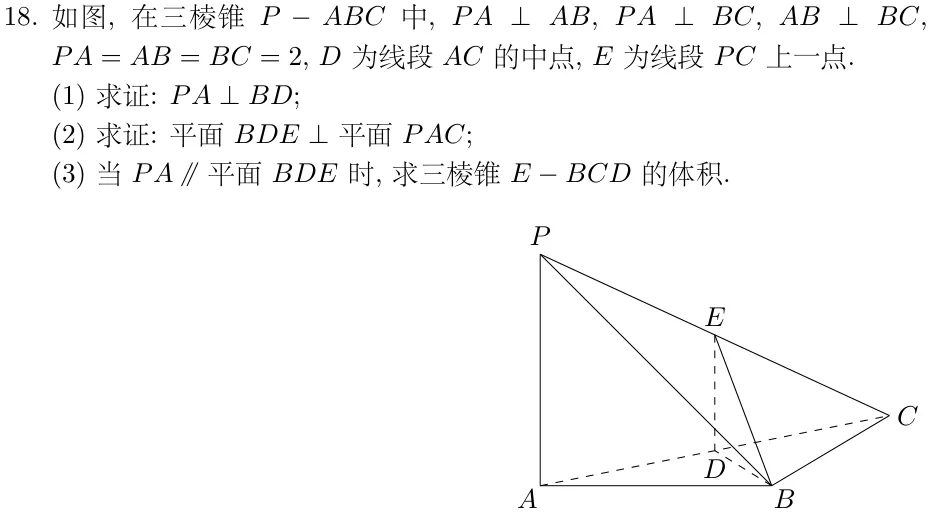 18. 如图, 在三棱锥 P − ABC 中, PA ⊥ AB, PA ⊥ BC, AB ⊥ BC,
PA = AB = BC = 2, D 为线段 AC 的中点, E 为线段 PC 上一点.
(1) 求证: PA ⊥ BD;
(2) 求证: 平面 BDE ⊥ 平面 PAC;
(3) 当 PA ∥ 平面 BDE 时, 求三棱锥 E − BCD 的体积.
P
E
C
D
A
B